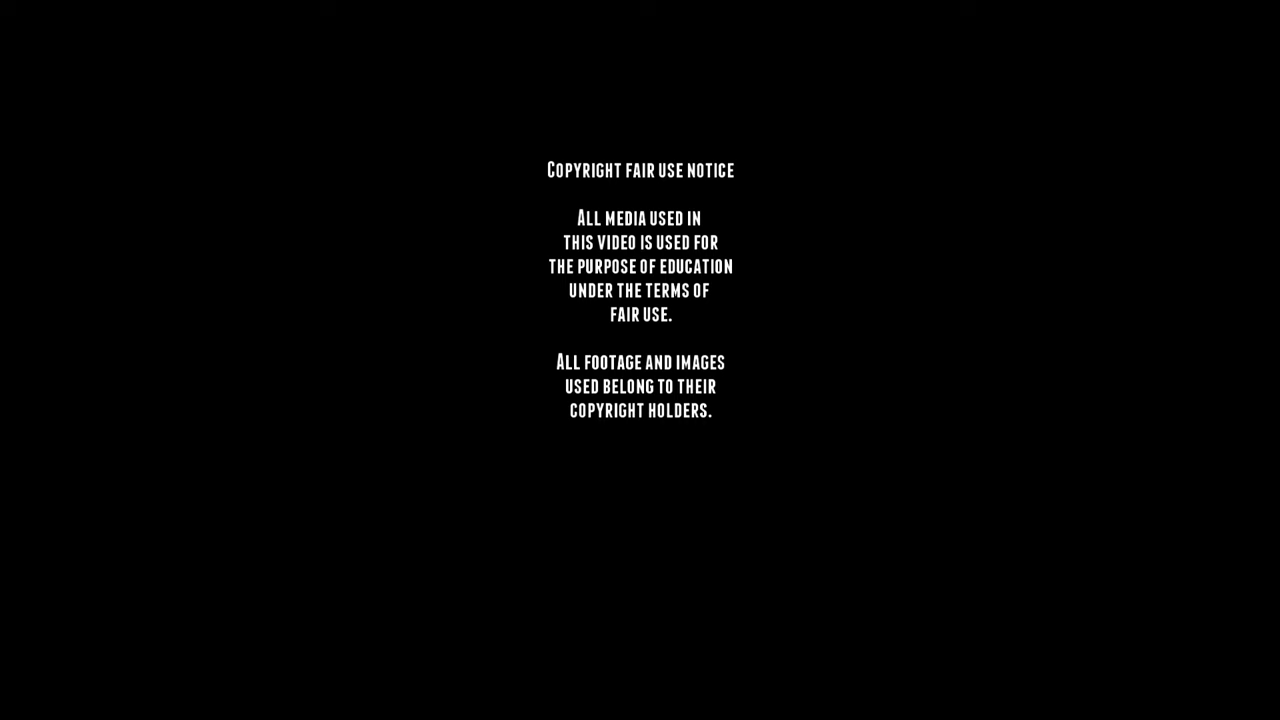 Copyright fair use notice
All media used in
this video is used for
the purpose of education
under the terms of
fair use.
All footage and images
used belong to their
copyright holders.